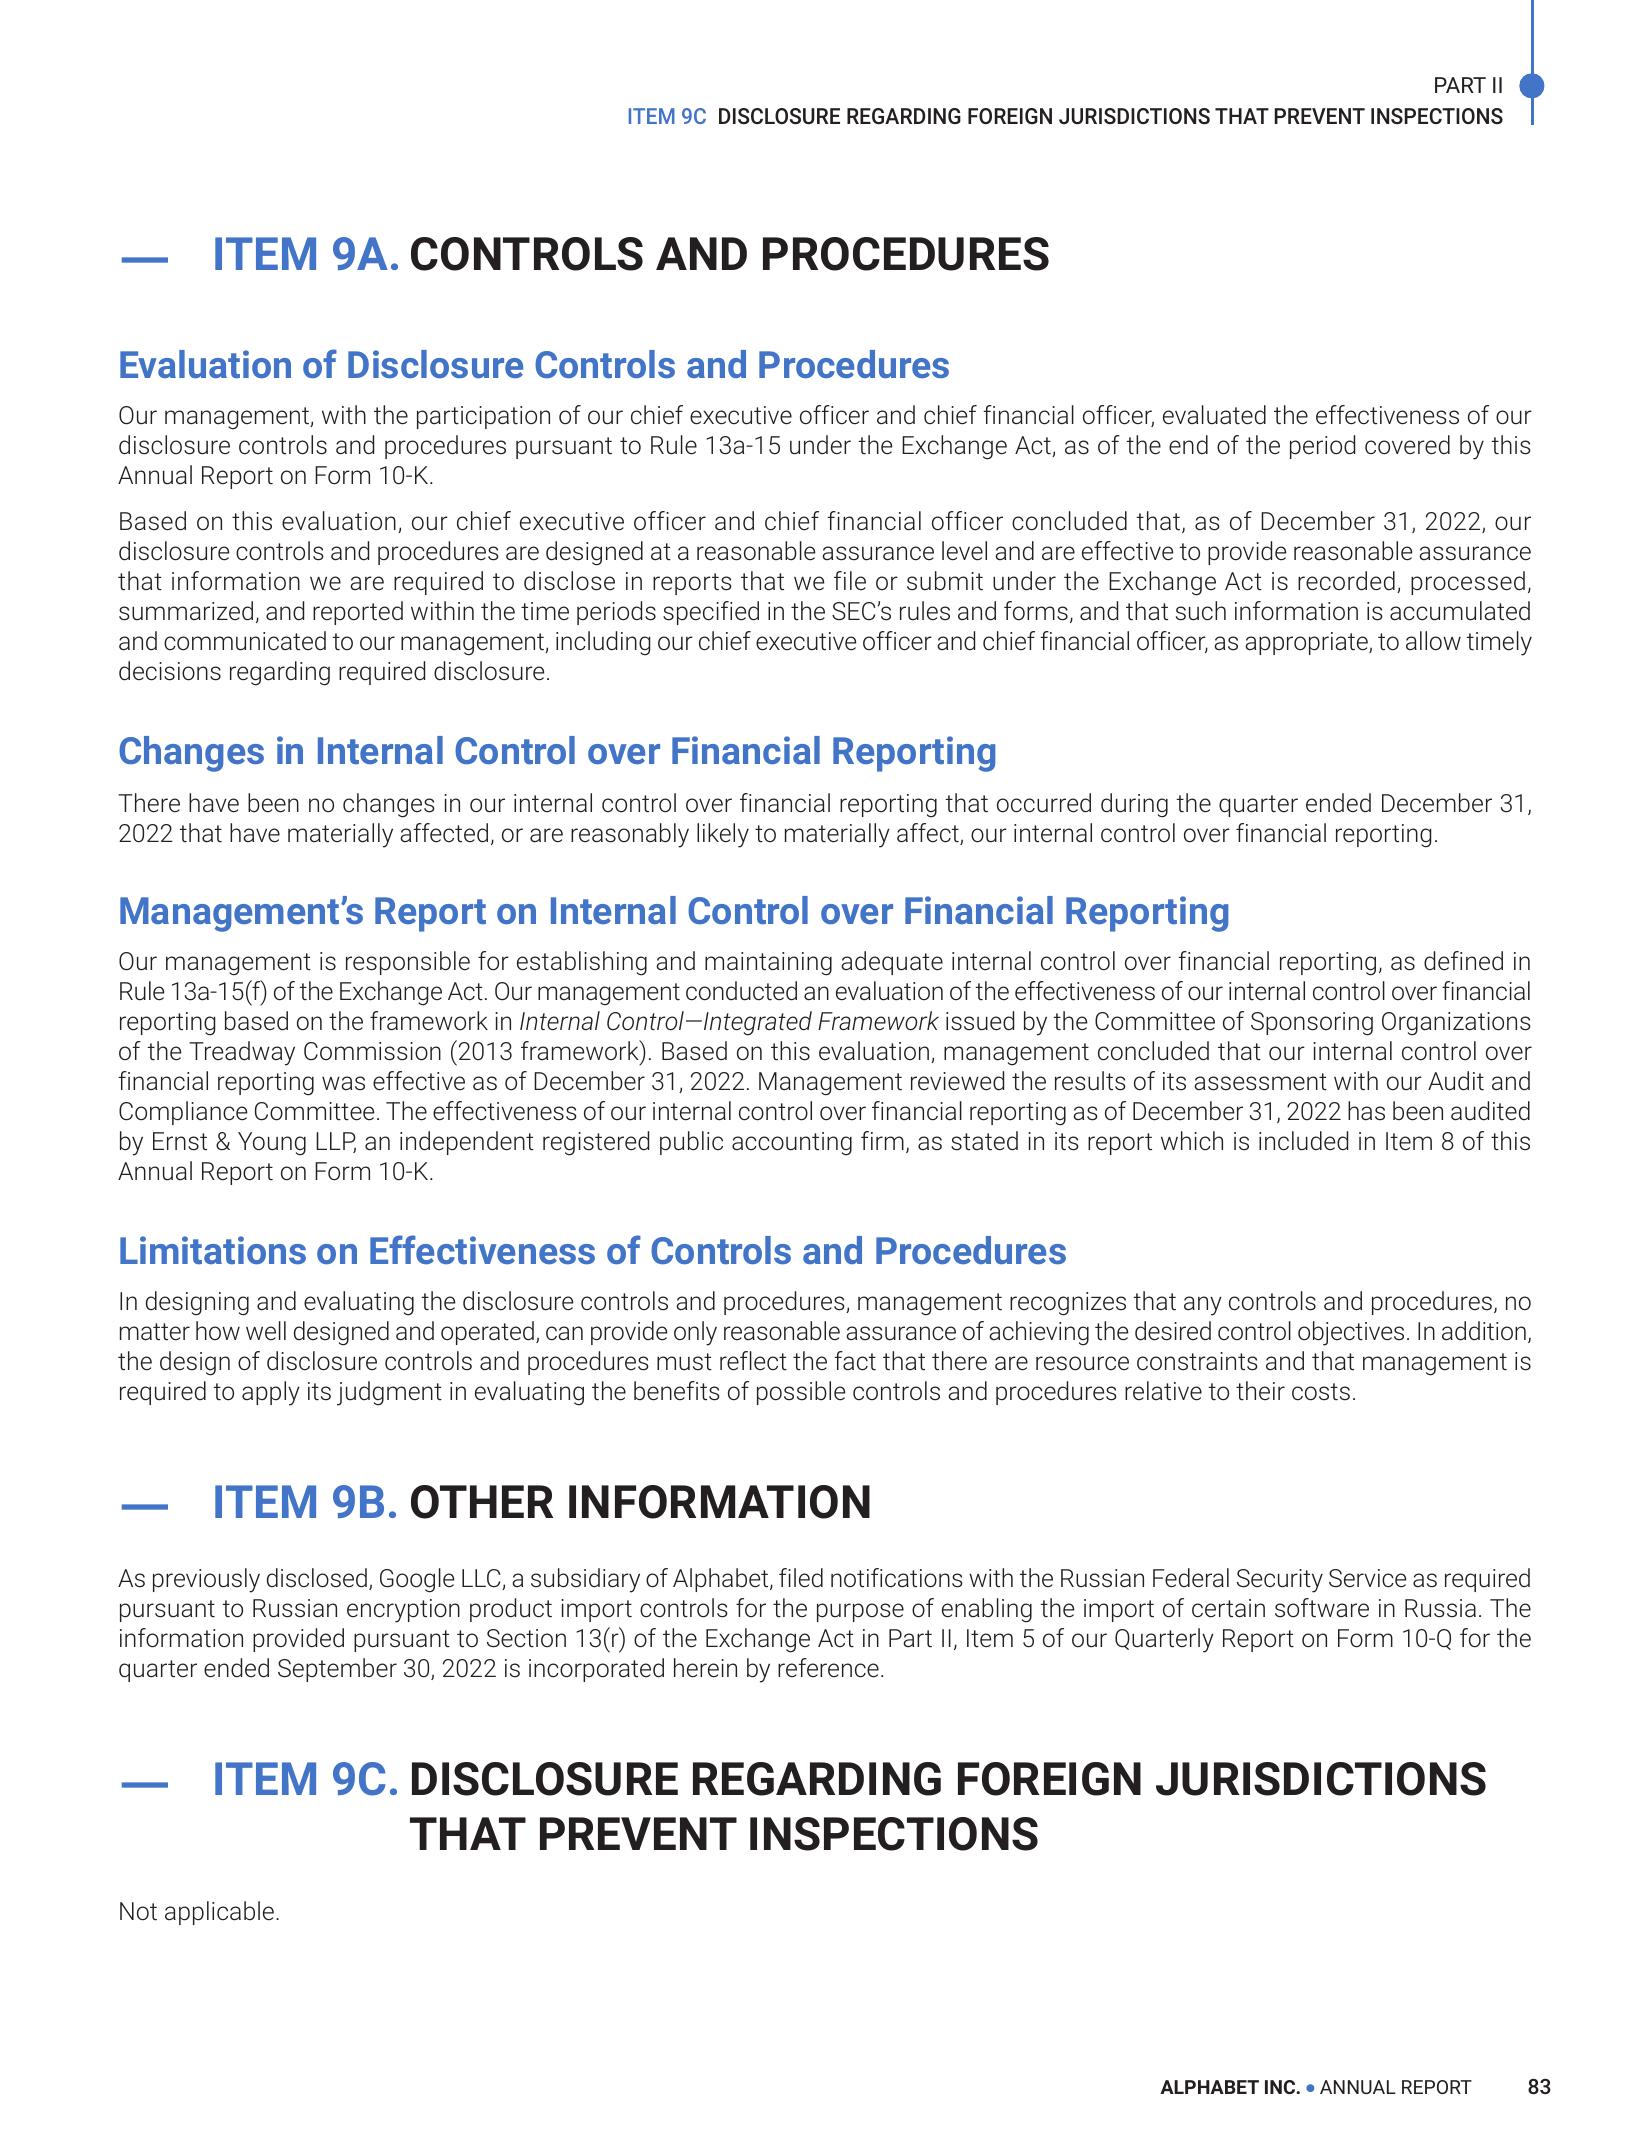 PART II
ITEM 9C DISCLOSURE REGARDING FOREIGN JURISDICTIONS THAT PREVENT INSPECTIONS
— ITEM 9A. CONTROLS AND PROCEDURES
Evaluation of Disclosure Controls and Procedures
Our management, with the participation of our chief executive officer and chief financial officer, evaluated the effectiveness of our
disclosure controls and procedures pursuant to Rule 13a-15 under the Exchange Act, as of the end of the period covered by this
Annual Report on Form 10-K.
Based on this evaluation, our chief executive officer and chief financial officer concluded that, as of December 31, 2022, our
disclosure controls and procedures are designed at a reasonable assurance level and are effective to provide reasonable assurance
that information we are required to disclose in reports that we file or submit under the Exchange Act is recorded, processed,
summarized, and reported within the time periods specified in the SEC’s rules and forms, and that such information is accumulated
and communicated to our management, including our chief executive officer and chief financial officer, as appropriate, to allow timely
decisions regarding required disclosure.
Changes in Internal Control over Financial Reporting
There have been no changes in our internal control over financial reporting that occurred during the quarter ended December 31,
2022 that have materially affected, or are reasonably likely to materially affect, our internal control over financial reporting.
Management’s Report on Internal Control over Financial Reporting
Our management is responsible for establishing and maintaining adequate internal control over financial reporting, as defined in
Rule 13a-15(f) of the Exchange Act. Our management conducted an evaluation of the effectiveness of our internal control over financial
reporting based on the framework in Internal Control—Integrated Framework issued by the Committee of Sponsoring Organizations
of the Treadway Commission (2013 framework). Based on this evaluation, management concluded that our internal control over
financial reporting was effective as of December 31, 2022. Management reviewed the results of its assessment with our Audit and
Compliance Committee. The effectiveness of our internal control over financial reporting as of December 31, 2022 has been audited
by Ernst & Young LLP, an independent registered public accounting firm, as stated in its report which is included in Item 8 of this
Annual Report on Form 10-K.
Limitations on Effectiveness of Controls and Procedures
In designing and evaluating the disclosure controls and procedures, management recognizes that any controls and procedures, no
matter how well designed and operated, can provide only reasonable assurance of achieving the desired control objectives. In addition,
the design of disclosure controls and procedures must reflect the fact that there are resource constraints and that management is
required to apply its judgment in evaluating the benefits of possible controls and procedures relative to their costs.
— ITEM 9B. OTHER INFORMATION
As previously disclosed, Google LLC, a subsidiary of Alphabet, filed notifications with the Russian Federal Security Service as required
pursuant to Russian encryption product import controls for the purpose of enabling the import of certain software in Russia. The
information provided pursuant to Section 13(r) of the Exchange Act in Part II, Item 5 of our Quarterly Report on Form 10-Q for the
quarter ended September 30, 2022 is incorporated herein by reference.
— ITEM 9C. DISCLOSURE REGARDING FOREIGN JURISDICTIONS
THAT PREVENT INSPECTIONS
Not applicable.
ALPHABET INC. • ANNUAL REPORT 83